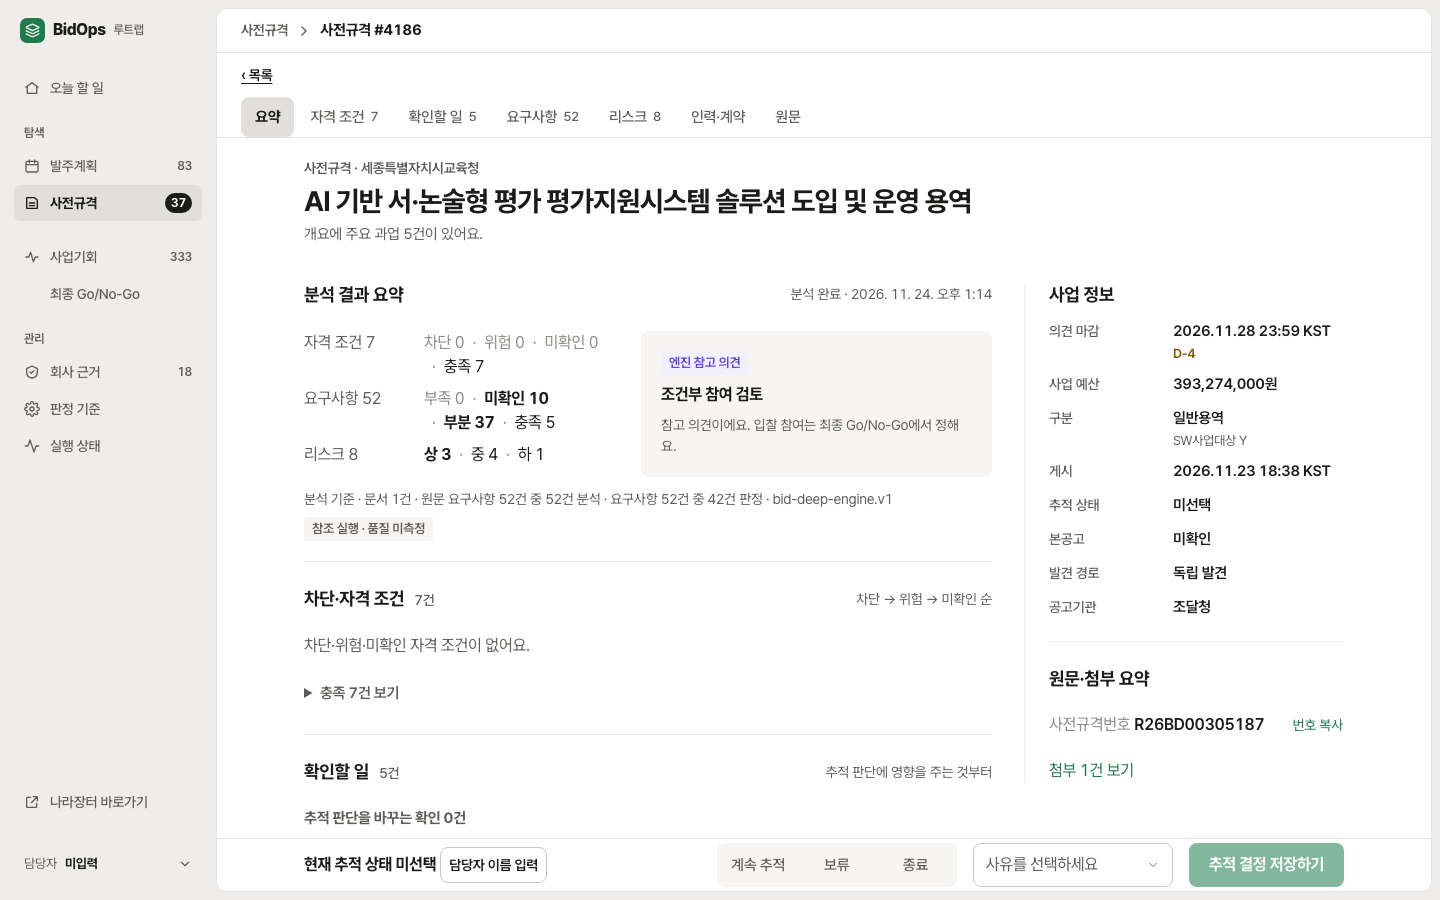 BidOps 루트랩
오늘 할 일
탐색
발주계획 83
사전규격 37
사업기회 333
최종 Go/No-Go
관리
회사 근거 18
판정 기준
실행 상태
나라장터 바로가기
담당자 미입력
사전규격 > 사전규격 #4186
‹ 목록
요약 자격 조건 7 확인할 일 5 요구사항 52 리스크 8 인력·계약 원문
사전규격 · 세종특별자치시교육청
AI 기반 서·논술형 평가 평가지원시스템 솔루션 도입 및 운영 용역
개요에 주요 과업 5건이 있어요.
분석 결과 요약 분석 완료 · 2026. 11. 24. 오후 1:14
자격 조건 7 차단 0 · 위험 0 · 미확인 0
· 충족 7
요구사항 52 부족 0 · 미확인 10
· 부분 37 · 충족 5
리스크 8 상 3 · 중 4 · 하 1
엔진 참고 의견
조건부 참여 검토
참고 의견이에요. 입찰 참여는 최종 Go/No-Go에서 정해
요.
분석 기준 · 문서 1건 · 원문 요구사항 52건 중 52건 분석 · 요구사항 52건 중 42건 판정 · bid-deep-engine.v1
참조 실행 · 품질 미측정
차단·자격 조건 7건 차단 → 위험 → 미확인 순
차단·위험·미확인 자격 조건이 없어요.
▶ 충족 7건 보기
확인할 일 5건 추적 판단에 영향을 주는 것부터
추적 판단을 바꾸는 확인 0건
사업 정보
의견 마감 2026.11.28 23:59 KST
D-4
사업 예산 393,274,000원
구분 일반용역
SW사업대상 Y
게시 2026.11.23 18:38 KST
추적 상태 미선택
본공고 미확인
발견 경로 독립 발견
공고기관 조달청
원문·첨부 요약
사전규격번호 R26BD00305187 번호 복사
첨부 1건 보기
현재 추적 상태 미선택 담당자 이름 입력 계속 추적 보류 종료 사유를 선택하세요 추적 결정 저장하기